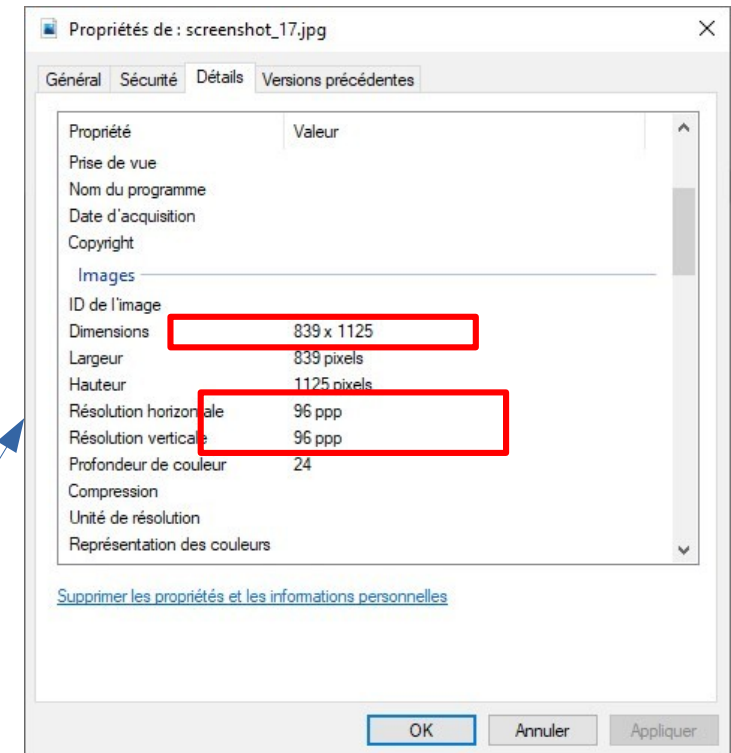 Propriétés de : screenshot_17.jpg
Général Sécurité Détails Versions précédentes
Propriété Valeur
Prise de vue
Nom du programme
Date d'acquisition
Copyright
Images
ID de l'image
Dimensions 839 x 1125
Largeur 839 pixels
Hauteur 1125 pixels
Résolution horizontale 96 ppp
Résolution verticale 96 ppp
Profondeur de couleur 24
Compression
Unité de résolution
Représentation des couleurs
Supprimer les propriétés et les informations personnelles
OK Annuler Appliquer